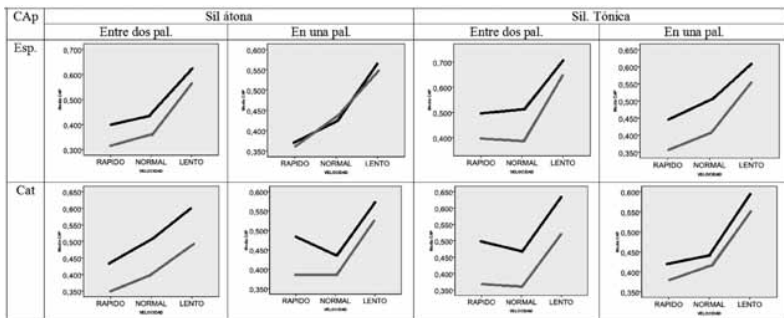 CAp Sil átona Sil. Tónica
Entre dos pal. En una pal. Entre dos pal. En una pal.
Esp.
0,700 0,600 0,500 0,400 0,300
RAPIDO NORMAL LENTO
VELOCIDAD
0,600 0,550 0,500 0,450 0,400 0,350
RAPIDO NORMAL LENTO
VELOCIDAD
0,700 0,600 0,500 0,400
RAPIDO NORMAL LENTO
VELOCIDAD
0,650 0,600 0,550 0,500 0,450 0,400 0,350
RAPIDO NORMAL LENTO
VELOCIDAD
Cat
0,650 0,600 0,550 0,500 0,450 0,400 0,350
RAPIDO NORMAL LENTO
VELOCIDAD
0,600 0,550 0,500 0,450 0,400 0,350
RAPIDO NORMAL LENTO
VELOCIDAD
0,650 0,600 0,550 0,500 0,450 0,400 0,350
RAPIDO NORMAL LENTO
VELOCIDAD
0,600 0,550 0,500 0,450 0,400 0,350
RAPIDO NORMAL LENTO
VELOCIDAD